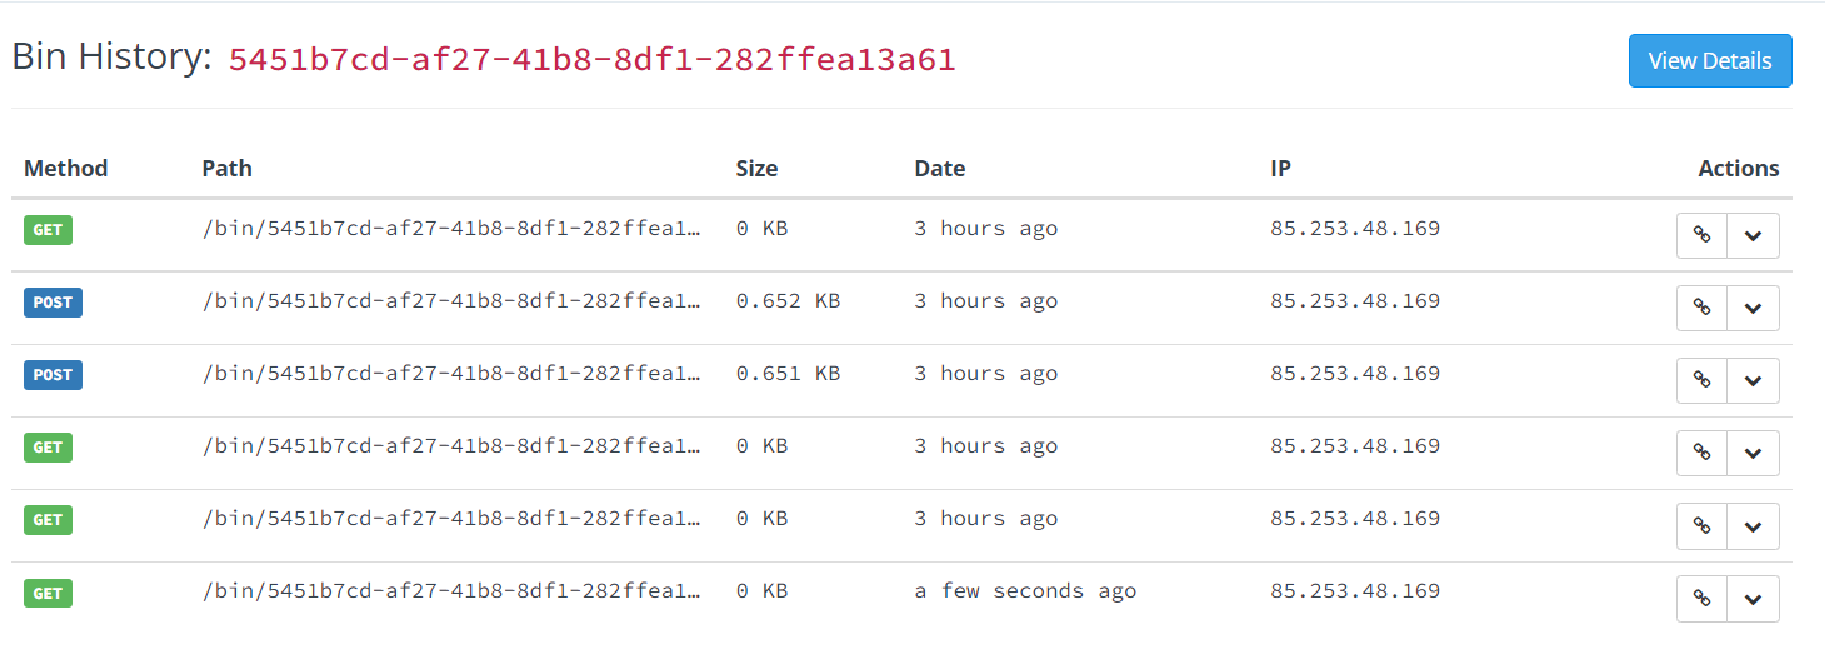 Bin History: 5451b7cd-af27-41b8-8df1-282ffea13a61 View Details
Method Path Size Date IP Actions
GET /bin/5451b7cd-af27-41b8-8df1-282ffea1… 0 KB 3 hours ago 85.253.48.169
POST /bin/5451b7cd-af27-41b8-8df1-282ffea1… 0.652 KB 3 hours ago 85.253.48.169
POST /bin/5451b7cd-af27-41b8-8df1-282ffea1… 0.651 KB 3 hours ago 85.253.48.169
GET /bin/5451b7cd-af27-41b8-8df1-282ffea1… 0 KB 3 hours ago 85.253.48.169
GET /bin/5451b7cd-af27-41b8-8df1-282ffea1… 0 KB 3 hours ago 85.253.48.169
GET /bin/5451b7cd-af27-41b8-8df1-282ffea1… 0 KB a few seconds ago 85.253.48.169